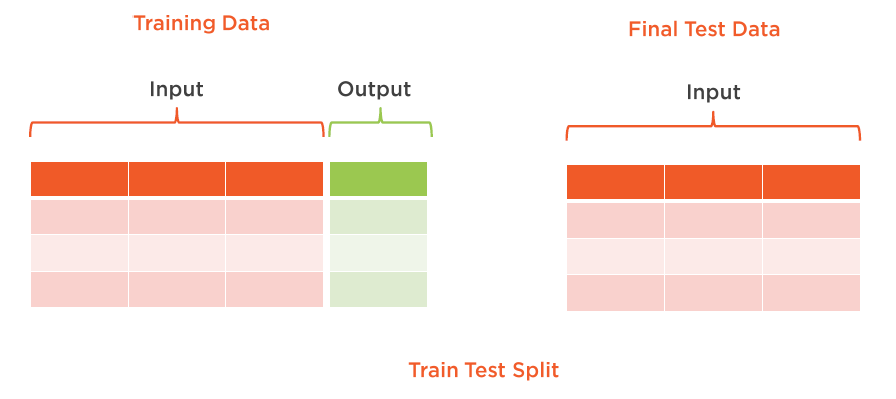 Training Data
Final Test Data
Input
Output
Input
Train Test Split